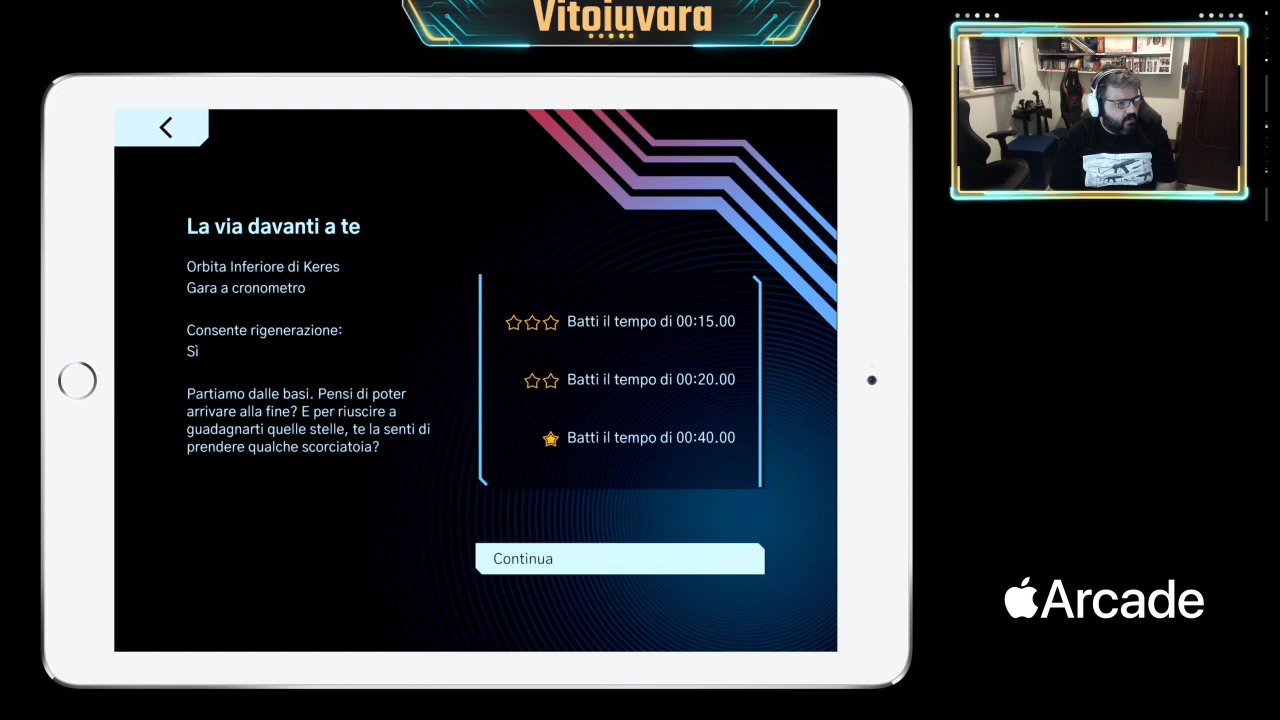 Vitoiuvara
La via davanti a te
Orbita Inferiore di Keres
Gara a cronometro
Consente rigenerazione:
Sì
Partiamo dalle basi. Pensi di poter
arrivare alla fine? E per riuscire a
guadagnarti quelle stelle, te la senti di
prendere qualche scorciatoia?
Batti il tempo di 00:15.00
Batti il tempo di 00:20.00
Batti il tempo di 00:40.00
Continua
Arcade